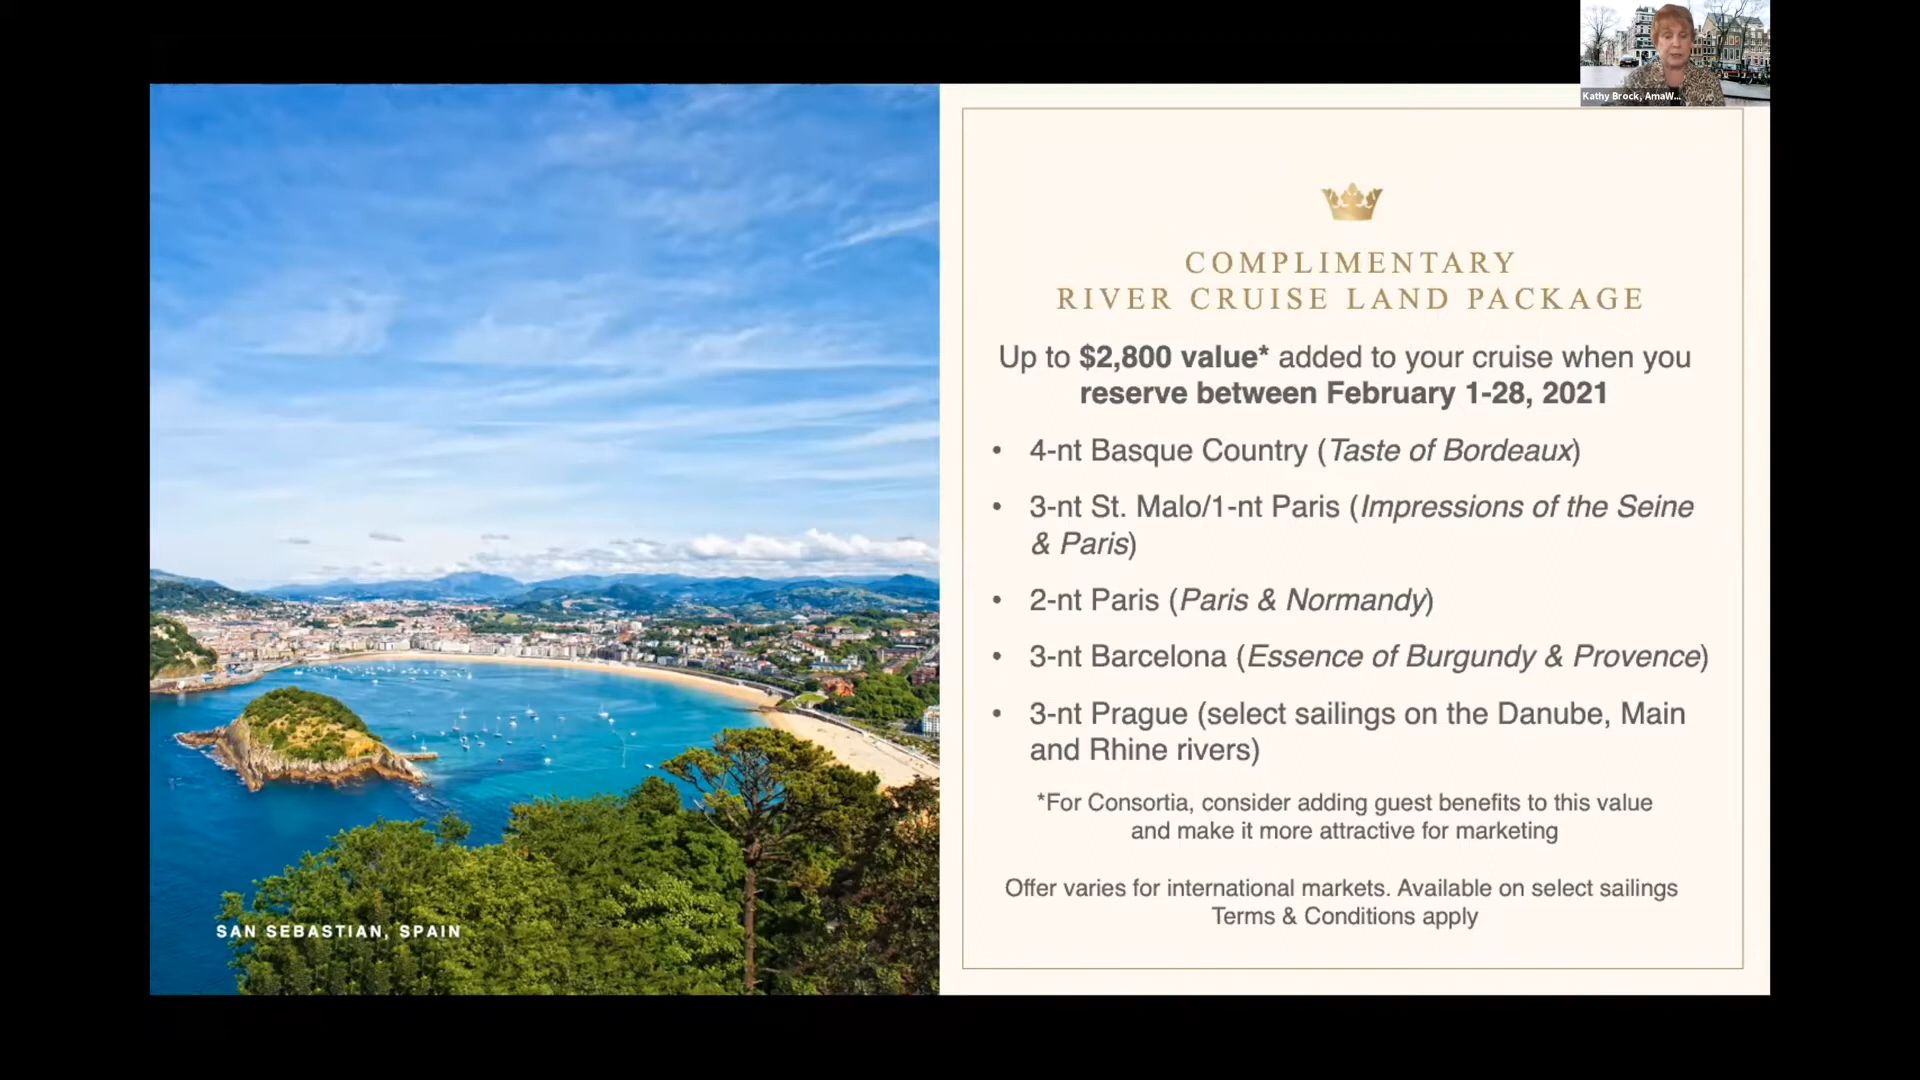 Kathy Brock, AmaW...
COMPLIMENTARY
RIVER CRUISE LAND PACKAGE
Up to $2,800 value* added to your cruise when you
reserve between February 1-28, 2021
• 4-nt Basque Country (Taste of Bordeaux)
• 3-nt St. Malo/1-nt Paris (Impressions of the Seine
& Paris)
• 2-nt Paris (Paris & Normandy)
• 3-nt Barcelona (Essence of Burgundy & Provence)
• 3-nt Prague (select sailings on the Danube, Main
and Rhine rivers)
*For Consortia, consider adding guest benefits to this value
and make it more attractive for marketing
Offer varies for international markets. Available on select sailings
Terms & Conditions apply
SAN SEBASTIAN, SPAIN